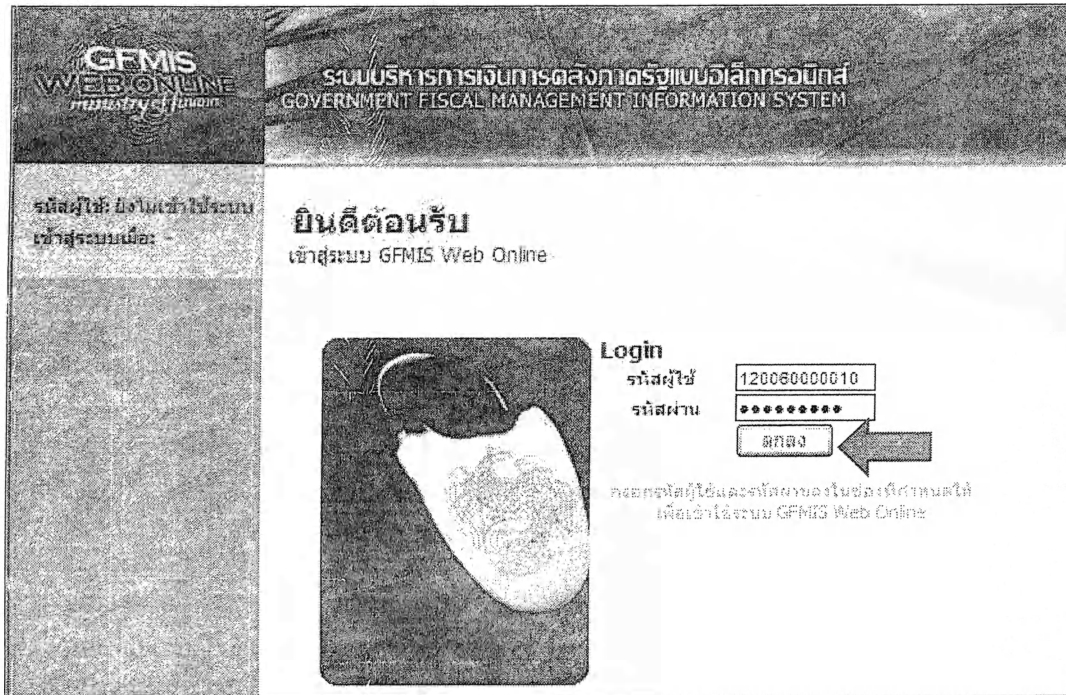 GFMIS
WEB ONLINE
ministry of finance
ระบบบริหารการเงินการคลังภาครัฐแบบอิเล็กทรอนิกส์
GOVERNMENT FISCAL MANAGEMENT INFORMATION SYSTEM
รหัสผู้ใช้: ยังไม่เข้าใช้ระบบ
เข้าสู่ระบบเมื่อ: -
ยินดีต้อนรับ
เข้าสู่ระบบ GFMIS Web Online
Login
รหัสผู้ใช้ 120060000010
รหัสผ่าน •••••••••
ตกลง
กรอกรหัสผู้ใช้และรหัสผ่านลงในช่องที่กำหนดให้
เพื่อเข้าใช้ระบบ GFMIS Web Online